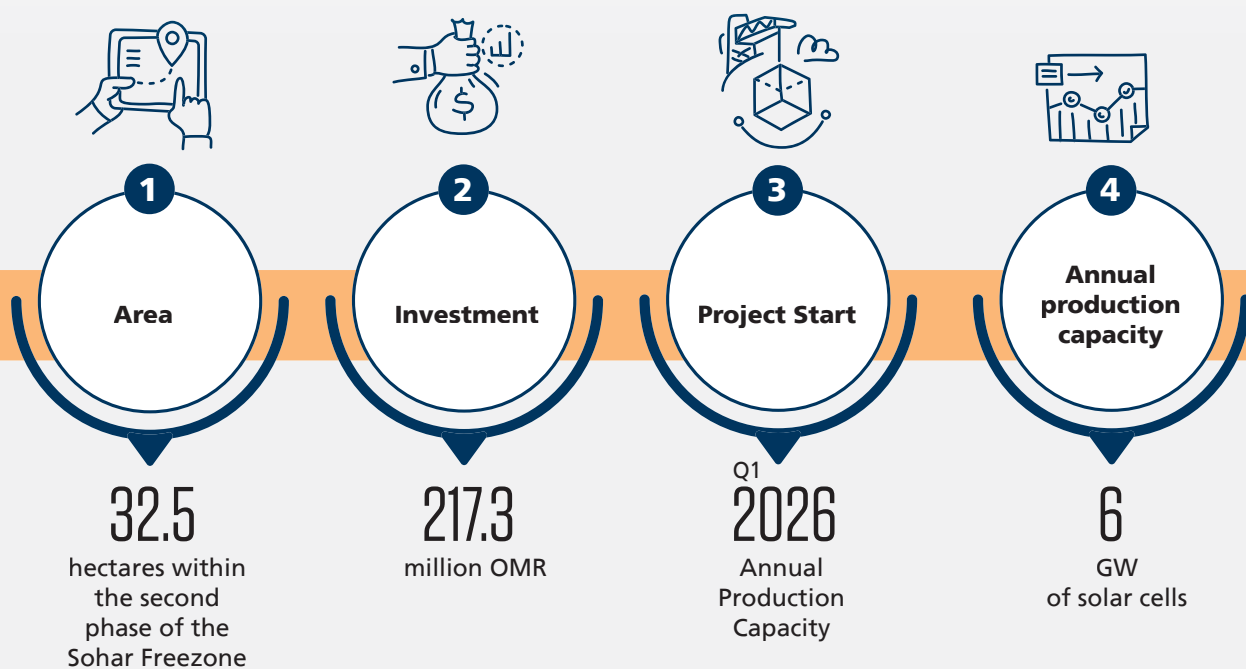 1
Area
32.5
hectares within
the second
phase of the
Sohar Freezone
2
Investment
$
217.3
million OMR
3
Project Start
Q1
2026
Annual
Production
Capacity
4
Annual
production
capacity
6
GW
of solar cells